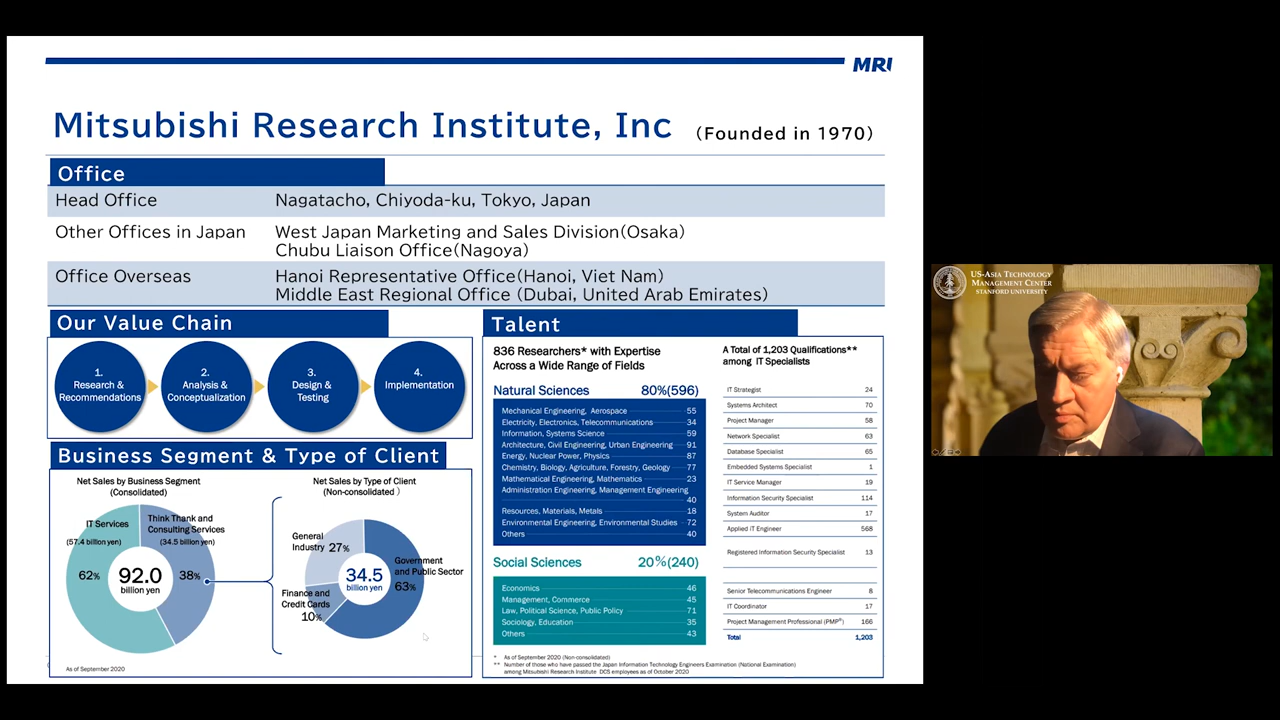 MRI
Mitsubishi Research Institute, Inc (Founded in 1970)
Office
Head Office Nagatacho, Chiyoda-ku, Tokyo, Japan
Other Offices in Japan West Japan Marketing and Sales Division(Osaka)
Chubu Liaison Office(Nagoya)
Office Overseas Hanoi Representative Office(Hanoi, Viet Nam)
Middle East Regional Office (Dubai, United Arab Emirates)
Our Value Chain
1.
Research &
Recommendations
2.
Analysis &
Conceptualization
3.
Design &
Testing
4.
Implementation
Business Segment & Type of Client
Net Sales by Business Segment
(Consolidated)
IT Services
(57.4 billion yen)
62%
Think Thank and
Consulting Services
(34.5 billion yen)
38%
92.0
billion yen
As of September 2020
Net Sales by Type of Client
(Non-consolidated )
General
Industry 27%
Finance and
Credit Cards
10%
34.5
billion yen
Government
and Public Sector
63%
Talent
836 Researchers* with Expertise
Across a Wide Range of Fields
Natural Sciences 80%(596)
Mechanical Engineering, Aerospace 55
Electricity, Electronics, Telecommunications 34
Information, Systems Science 59
Architecture, Civil Engineering, Urban Engineering 91
Energy, Nuclear Power, Physics 87
Chemistry, Biology, Agriculture, Forestry, Geology 77
Mathematical Engineering, Mathematics 23
Administration Engineering, Management Engineering
40
Resources, Materials, Metals 18
Environmental Engineering, Environmental Studies 72
Others 40
Social Sciences 20%(240)
Economics 46
Management, Commerce 45
Law, Political Science, Public Policy 71
Sociology, Education 35
Others 43
A Total of 1,203 Qualifications**
among IT Specialists
IT Strategist 24
Systems Architect 70
Project Manager 58
Network Specialist 63
Database Specialist 65
Embedded Systems Specialist 1
IT Service Manager 19
Information Security Specialist 114
System Auditor 17
Applied iT Engineer 568
Registered Information Security Specialist 13
Senior Telecommunications Engineer 8
IT Coordinator 17
Project Management Professional (PMP®) 166
Total 1,203
* As of September 2020 (Non-consolidated)
** Number of those who have passed the Japan Information Technology Engineers Examination (National Examination)
among Mitsubishi Research Institute DCS employees as of October 2020
US-Asia Technology
Management Center
Stanford University